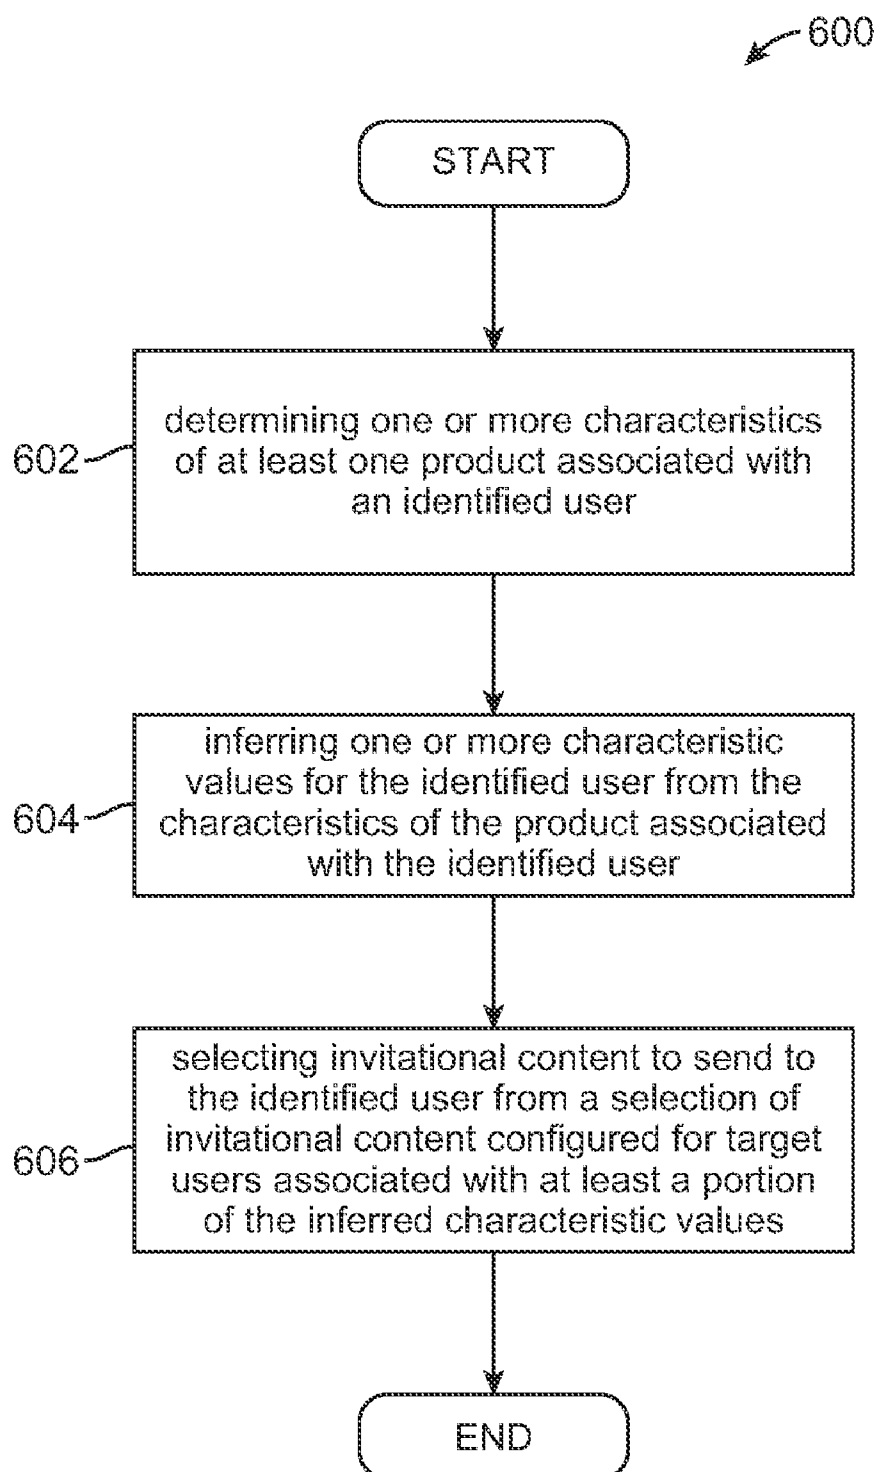 600
START
602
determining one or more characteristics
of at least one product associated with
an identified user
604
inferring one or more characteristic
values for the identified user from the
characteristics of the product associated
with the identified user
606
selecting invitational content to send to
the identified user from a selection of
invitational content configured for target
users associated with at least a portion
of the inferred characteristic values
END